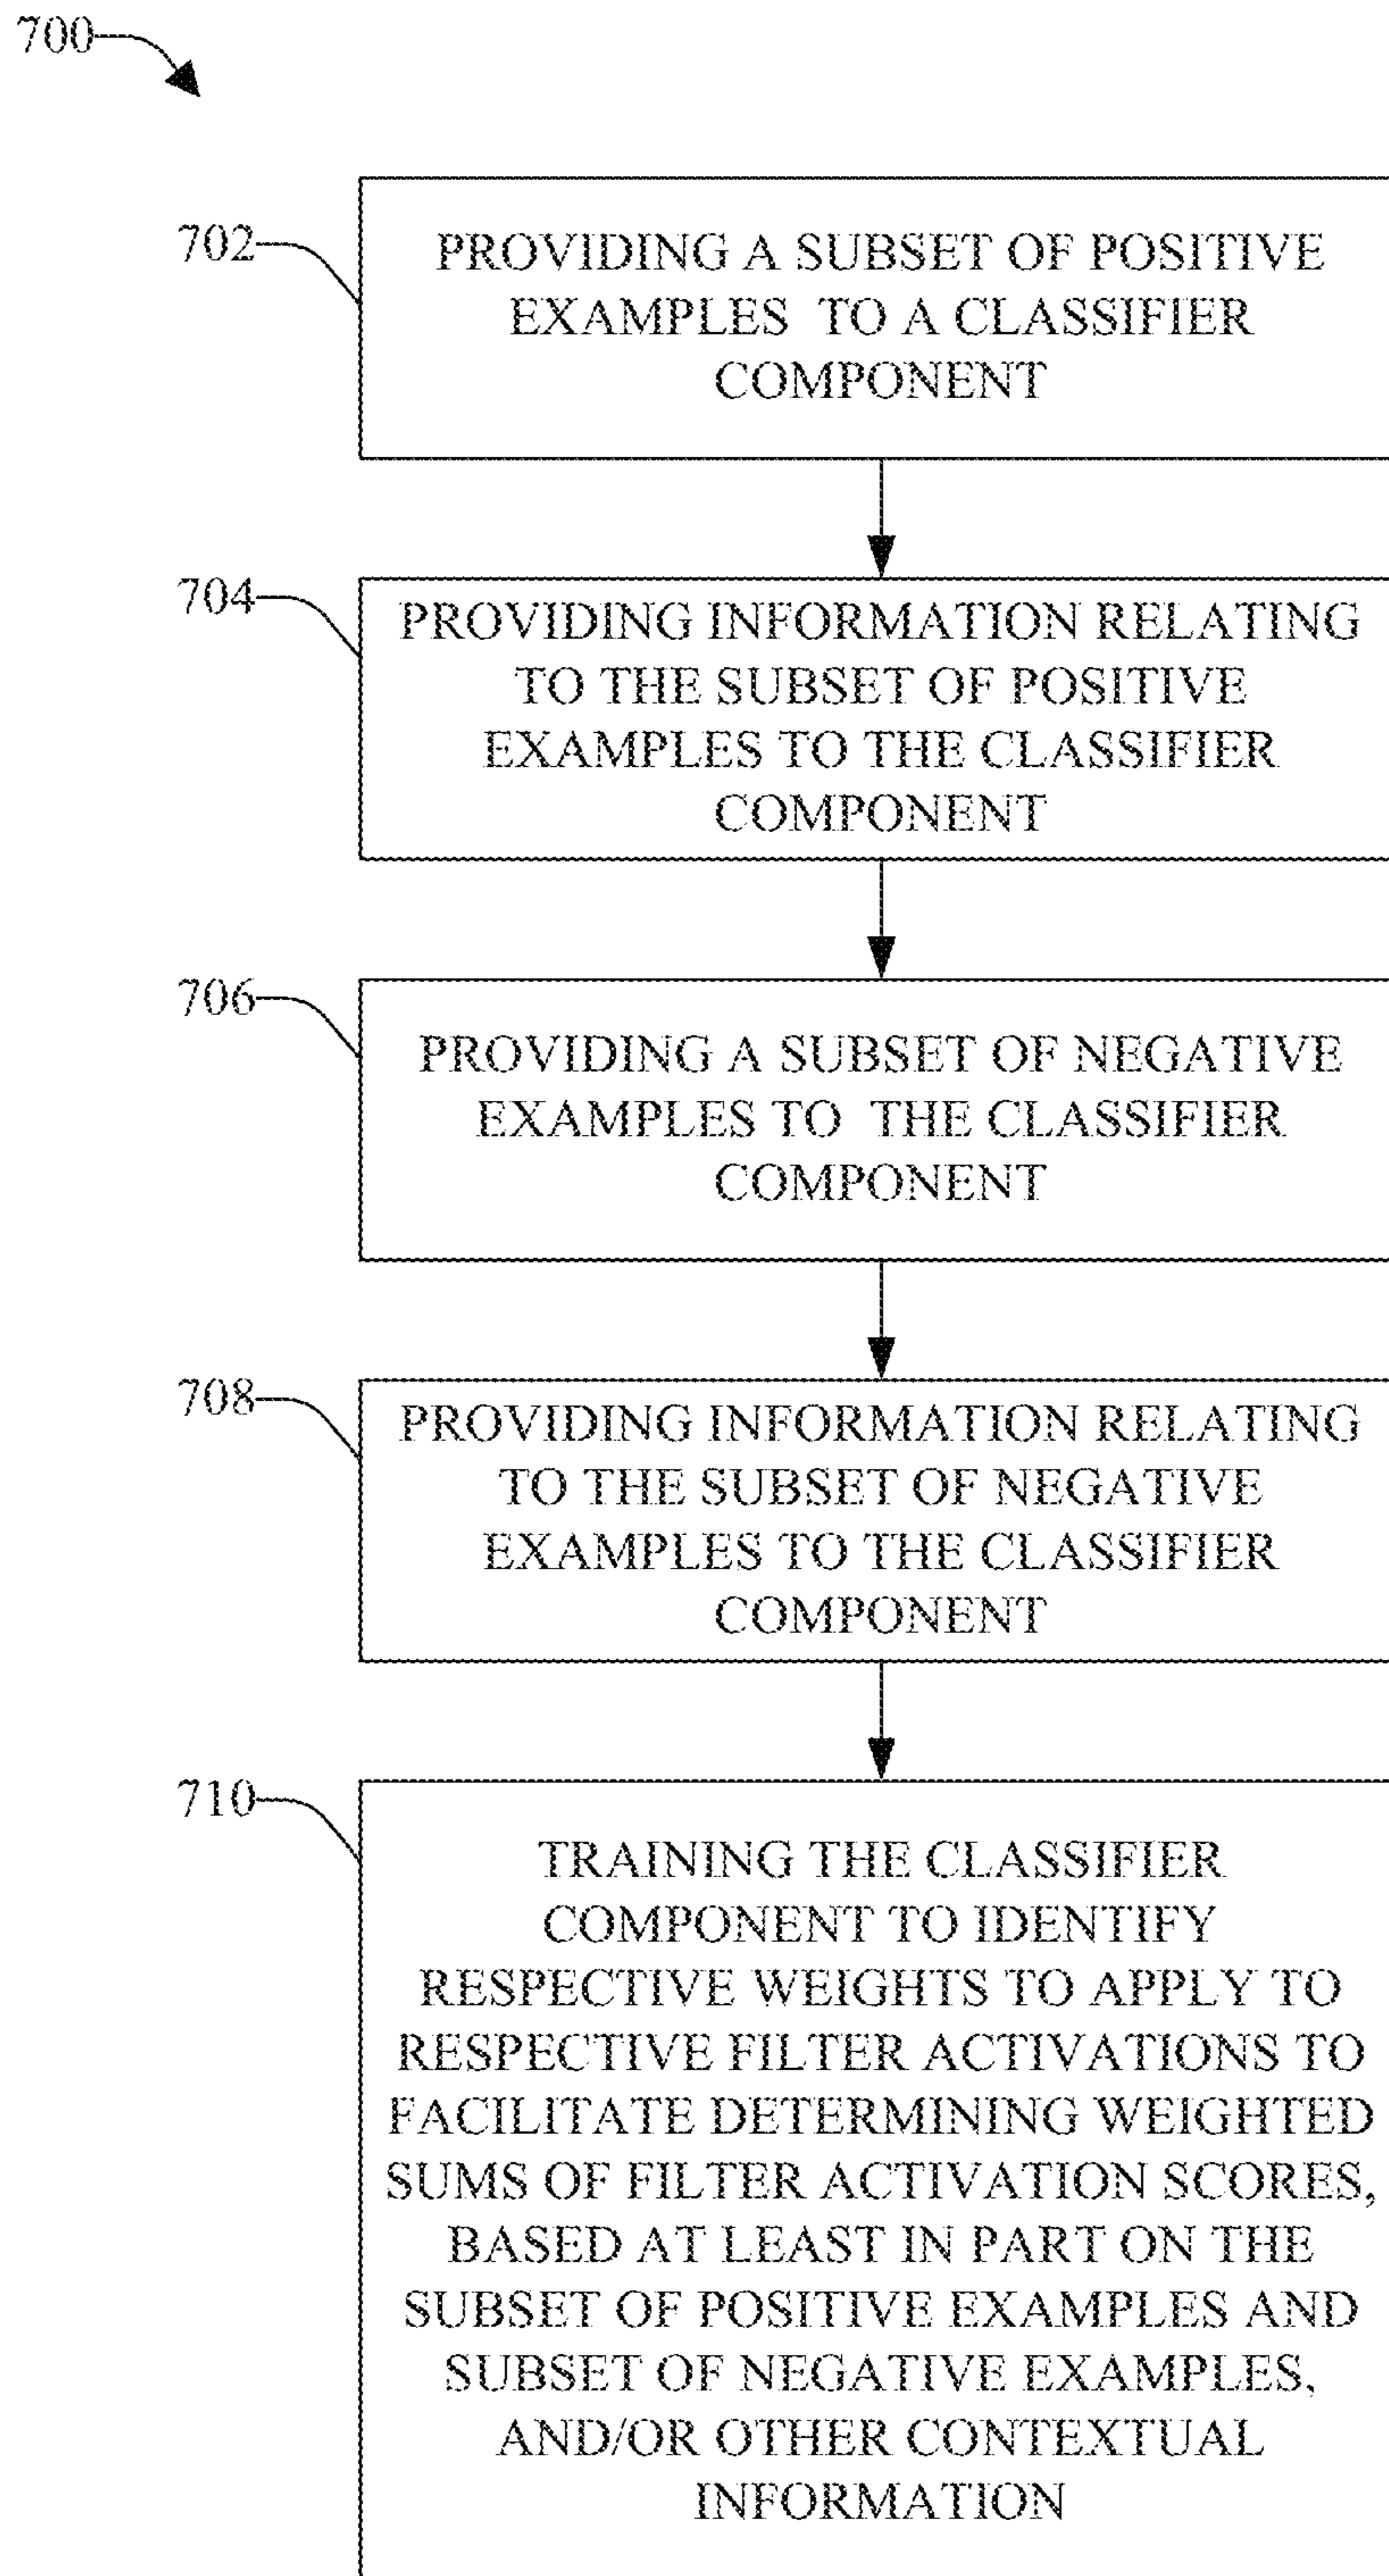 700
702
PROVIDING A SUBSET OF POSITIVE
EXAMPLES TO A CLASSIFIER
COMPONENT
704
PROVIDING INFORMATION RELATING
TO THE SUBSET OF POSITIVE
EXAMPLES TO THE CLASSIFIER
COMPONENT
706
PROVIDING A SUBSET OF NEGATIVE
EXAMPLES TO THE CLASSIFIER
COMPONENT
708
PROVIDING INFORMATION RELATING
TO THE SUBSET OF NEGATIVE
EXAMPLES TO THE CLASSIFIER
COMPONENT
710
TRAINING THE CLASSIFIER
COMPONENT TO IDENTIFY
RESPECTIVE WEIGHTS TO APPLY TO
RESPECTIVE FILTER ACTIVATIONS TO
FACILITATE DETERMINING WEIGHTED
SUMS OF FILTER ACTIVATION SCORES,
BASED AT LEAST IN PART ON THE
SUBSET OF POSITIVE EXAMPLES AND
SUBSET OF NEGATIVE EXAMPLES,
AND/OR OTHER CONTEXTUAL
INFORMATION